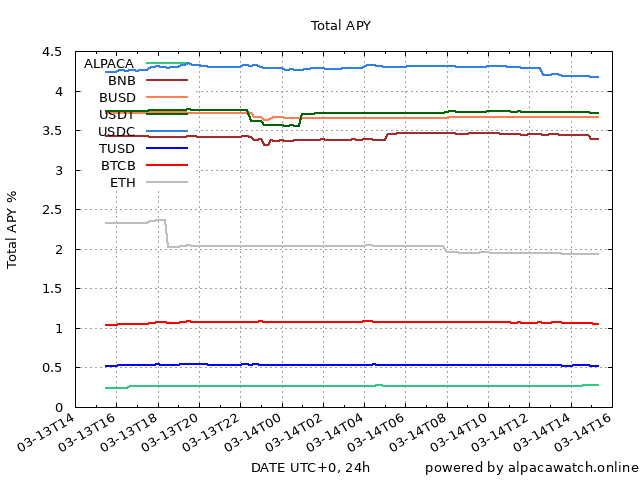 Total APY
Total APY %
4.5
4
3.5
3
2.5
2
1.5
1
0.5
0
ALPACA
BNB
BUSD
USDT
USDC
TUSD
BTCB
ETH
03-13T14
03-13T16
03-13T18
03-13T20
03-13T22
03-14T00
03-14T02
03-14T04
03-14T06
03-14T08
03-14T10
03-14T12
03-14T14
03-14T16
DATE UTC+0, 24h
powered by alpacawatch.online